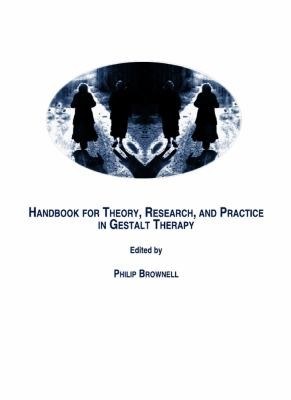 HANDBOOK FOR THEORY, RESEARCH, AND PRACTICE
IN GESTALT THERAPY
Edited by
PHILIP BROWNELL